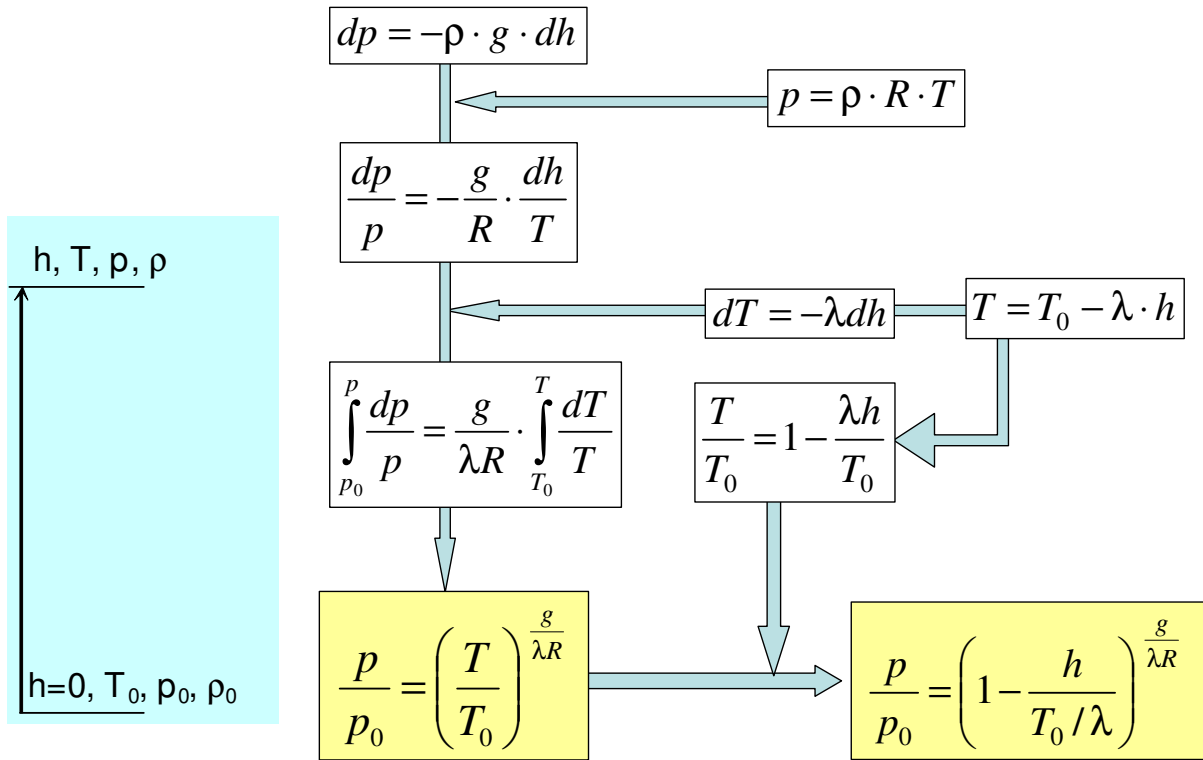 dp = −ρ · g · dh
p = ρ · R · T
dp/p = −g/R · dh/T
h, T, p, ρ
dT = −λdh
T = T₀ − λ · h
∫_{p₀}^{p} dp/p = g/(λR) · ∫_{T₀}^{T} dT/T
T/T₀ = 1 − λh/T₀
h=0, T₀, p₀, ρ₀
p/p₀ = (T/T₀)^{g/(λR)}
p/p₀ = (1 − h/(T₀ / λ))^{g/(λR)}